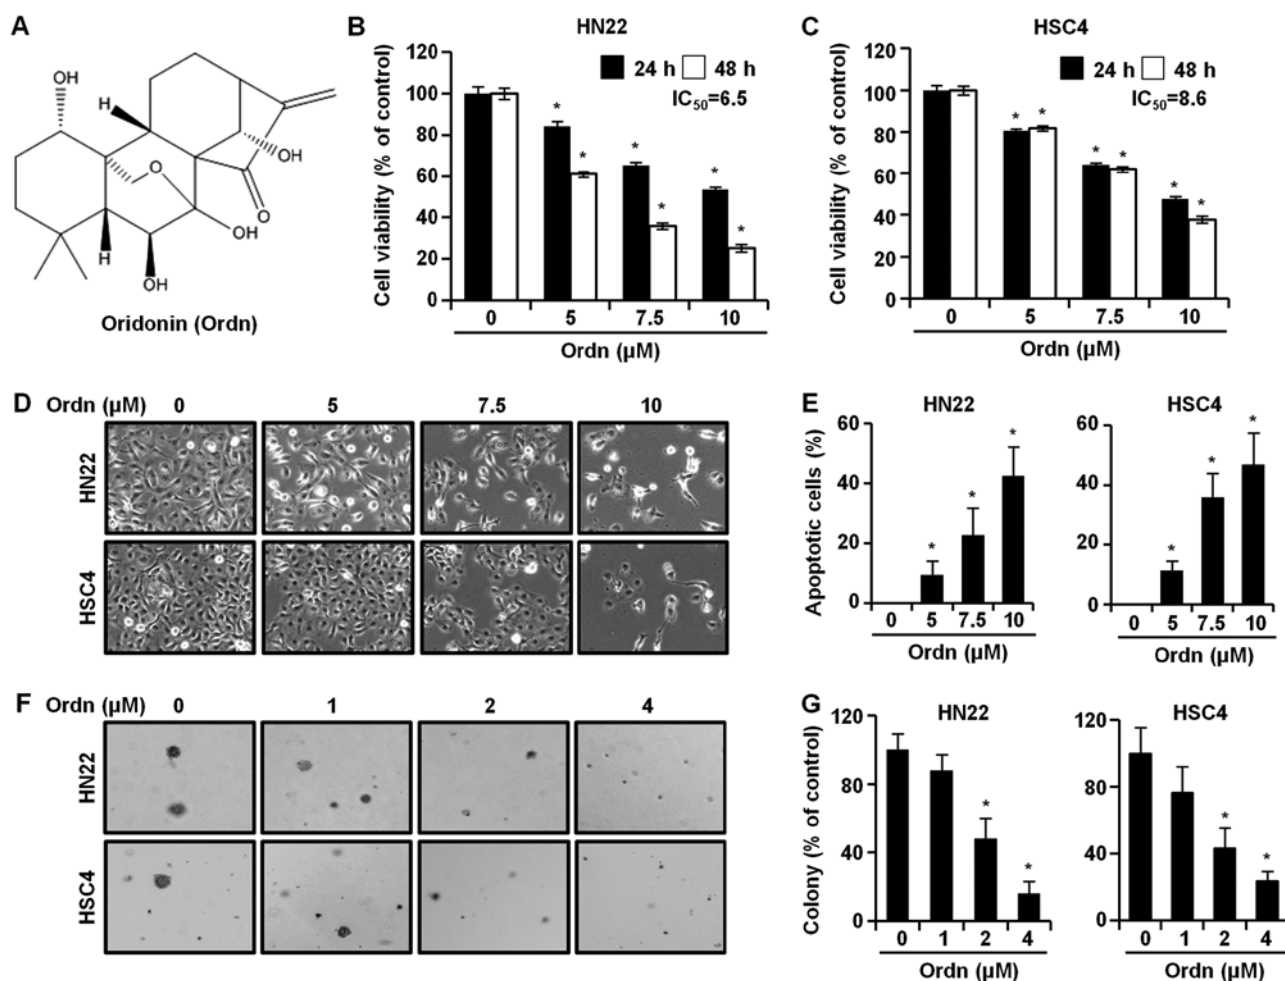 A
OH
H
OH
O
O
OH
H
OH
Oridonin (Ordn)
B
HN22
24 h 48 h
IC50=6.5
Cell viability (% of control)
120
100
80
60
40
20
0
* * * * * *
0 5 7.5 10
Ordn (µM)
C
HSC4
24 h 48 h
IC50=8.6
Cell viability (% of control)
120
100
80
60
40
20
0
* * * * * *
0 5 7.5 10
Ordn (µM)
D Ordn (µM) 0 5 7.5 10
HN22
HSC4
E
HN22
Apoptotic cells (%)
60
40
20
0
* * *
0 5 7.5 10
Ordn (µM)
HSC4
60
40
20
0
* * *
0 5 7.5 10
Ordn (µM)
F Ordn (µM) 0 1 2 4
HN22
HSC4
G
HN22
Colony (% of control)
120
80
40
0
* *
0 1 2 4
Ordn (µM)
HSC4
120
80
40
0
* *
0 1 2 4
Ordn (µM)